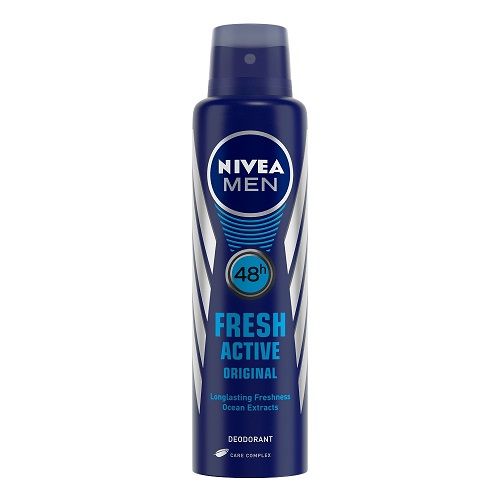 NIVEA
MEN
48h
FRESH
ACTIVE
ORIGINAL
Longlasting Freshness
Ocean Extracts
DEODORANT
CARE COMPLEX